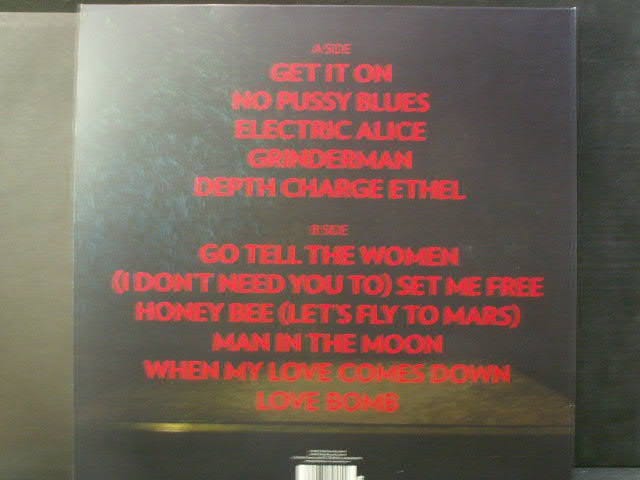 A SIDE
GET IT ON
NO PUSSY BLUES
ELECTRIC ALICE
GRINDERMAN
DEPTH CHARGE ETHEL
B SIDE
GO TELL THE WOMEN
(I DON'T NEED YOU TO) SET ME FREE
HONEY BEE (LET'S FLY TO MARS)
MAN IN THE MOON
WHEN MY LOVE COMES DOWN
LOVE BOMB